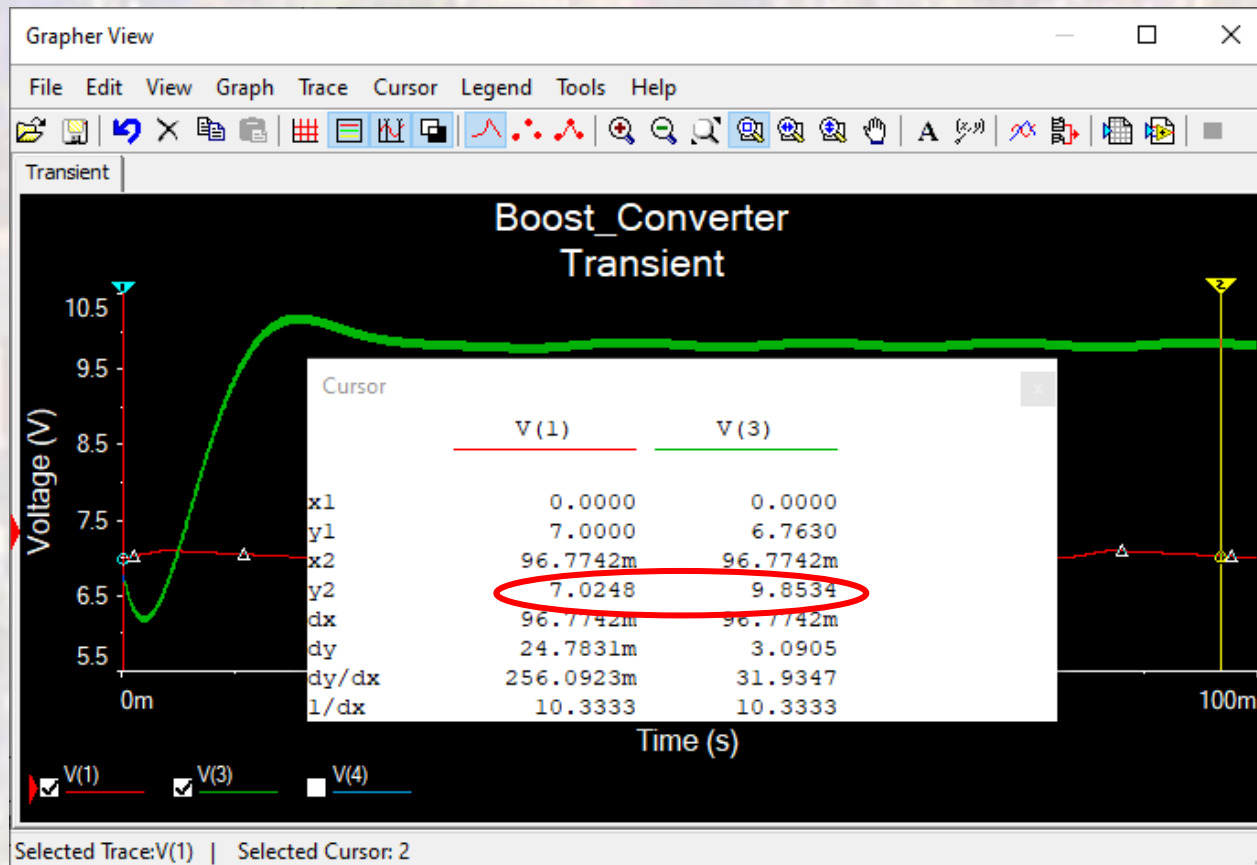 Grapher View
File Edit View Graph Trace Cursor Legend Tools Help
A (x,y)
Transient
Boost_Converter
Transient
1
2
10.5
9.5
8.5
7.5
6.5
5.5
Voltage (V)
Cursor
x
V(1) V(3)
x1 0.0000 0.0000
y1 7.0000 6.7630
x2 96.7742m 96.7742m
y2 7.0248 9.8534
dx 96.7742m 96.7742m
dy 24.7831m 3.0905
dy/dx 256.0923m 31.9347
1/dx 10.3333 10.3333
0m 100m
Time (s)
V(1) V(3) V(4)
Selected Trace:V(1) | Selected Cursor: 2